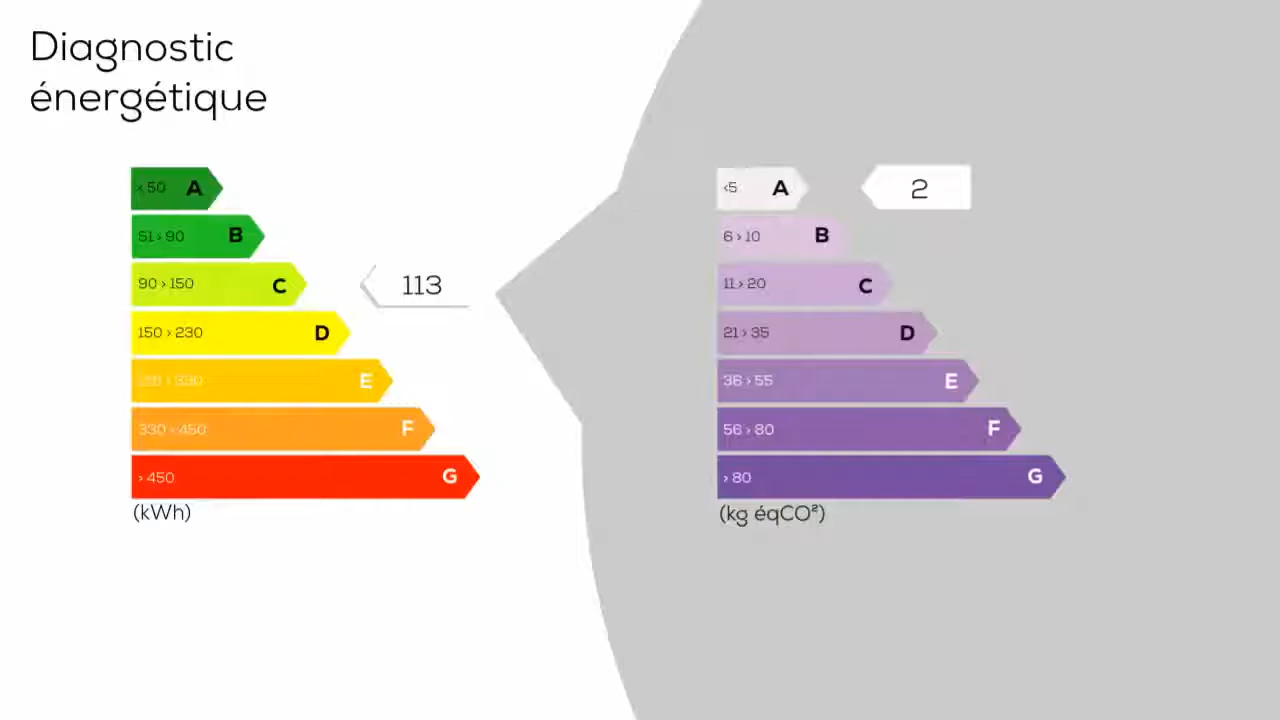 Diagnostic
énergétique
< 50 A
51 > 90 B
90 > 150 C
113
150 > 230 D
E
330 > 450 F
> 450 G
(kWh)
<5 A
2
6 > 10 B
11 > 20 C
21 > 35 D
36 > 55 E
56 > 80 F
> 80 G
(kg éqCO²)